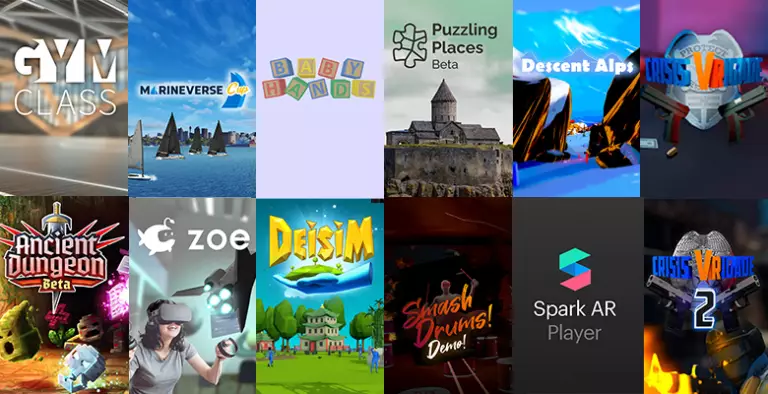 GYM
CLASS
MARINEVERSE Cup
BABY
HANDS
Puzzling
Places
Beta
Descent Alps
PROTECT
CRISIS VRIGADE
Ancient
Dungeon
Beta
zoe
DEISIM
Smash
Drums!
Demo!
Spark AR
Player
CRISIS VRIGADE
2